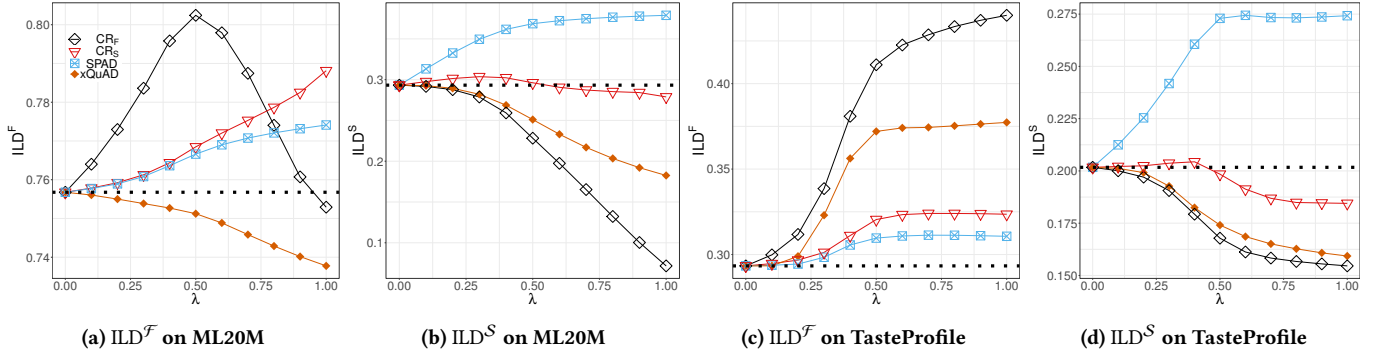 0.80
0.78
0.76
0.74
ILD^F
CR_F
CR_S
SPAD
xQuAD
0.00
0.25
0.50
0.75
1.00
λ
(a) ILD^ℱ on ML20M
0.3
0.2
0.1
ILD^S
0.00
0.25
0.50
0.75
1.00
λ
(b) ILD^𝒮 on ML20M
0.40
0.35
0.30
ILD^F
0.00
0.25
0.50
0.75
1.00
λ
(c) ILD^ℱ on TasteProfile
0.275
0.250
0.225
0.200
0.175
0.150
ILD^S
0.00
0.25
0.50
0.75
1.00
λ
(d) ILD^𝒮 on TasteProfile